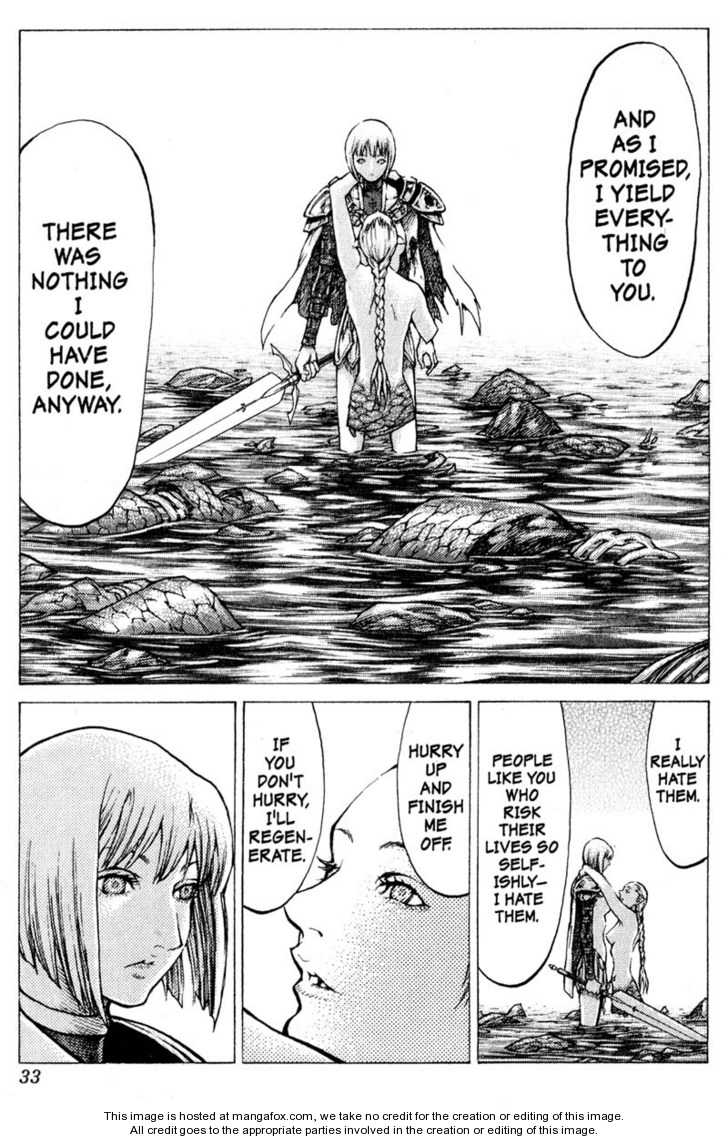 AND
AS I
PROMISED,
I YIELD
EVERY-
THING
TO
YOU.
THERE
WAS
NOTHING
I
COULD
HAVE
DONE,
ANYWAY.
I
REALLY
HATE
THEM.
PEOPLE
LIKE YOU
WHO
RISK
THEIR
LIVES SO
SELF-
ISHLY—
I HATE
THEM.
HURRY
UP
AND
FINISH
ME
OFF.
IF
YOU
DON'T
HURRY,
I'LL
REGEN-
ERATE.
33
This image is hosted at mangafox.com, we take no credit for the creation or editing of this image.
All credit goes to the appropriate parties involved in the creation or editing of this image.